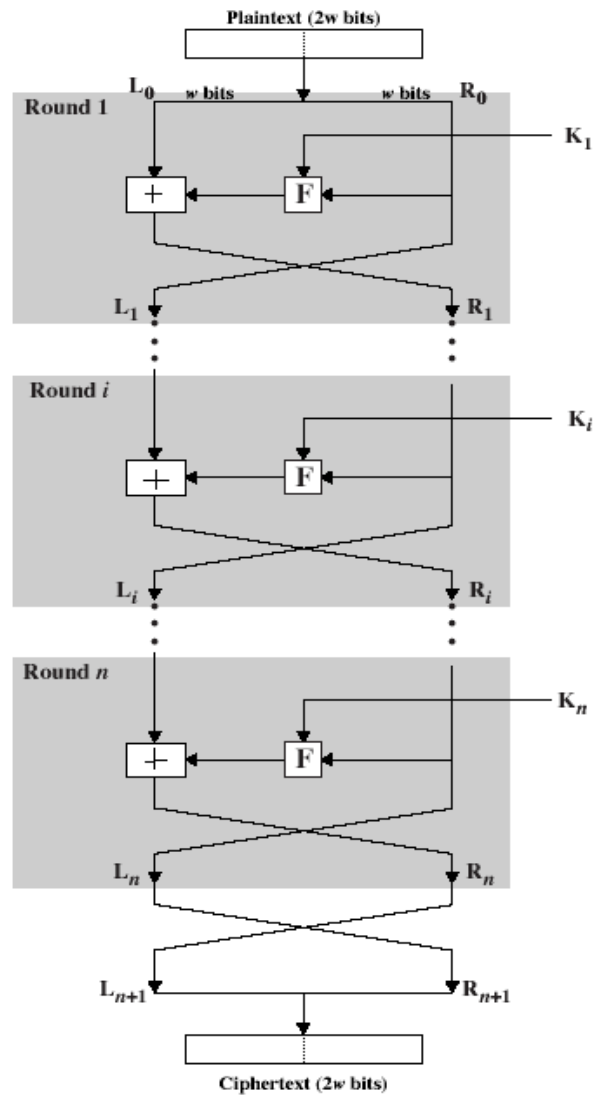 Plaintext (2w bits)
L₀ w bits w bits R₀
Round 1
K₁
+ F
L₁ R₁
Round i
Kᵢ
+ F
Lᵢ Rᵢ
Round n
Kₙ
+ F
Lₙ Rₙ
Lₙ₊₁ Rₙ₊₁
Ciphertext (2w bits)